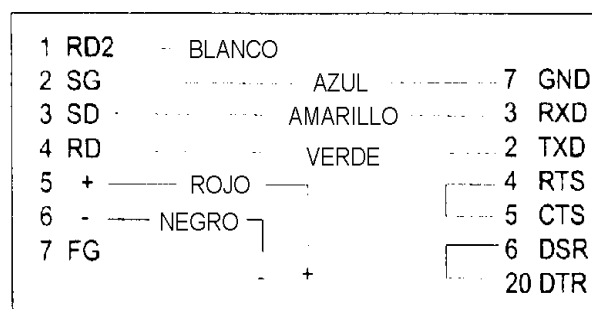 1 RD2 BLANCO
2 SG AZUL 7 GND
3 SD AMARILLO 3 RXD
4 RD VERDE 2 TXD
5 + ROJO 4 RTS
6 - NEGRO 5 CTS
7 FG 6 DSR
- + 20 DTR